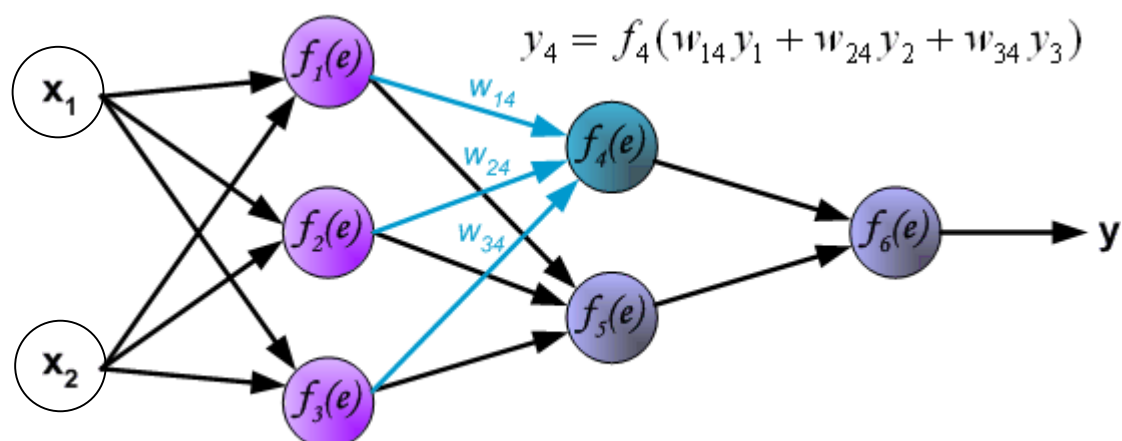 y₄ = f₄(w₁₄y₁ + w₂₄y₂ + w₃₄y₃)
x₁
f₁(e)
w₁₄
f₄(e)
w₂₄
f₂(e)
w₃₄
f₆(e)
y
f₅(e)
x₂
f₃(e)